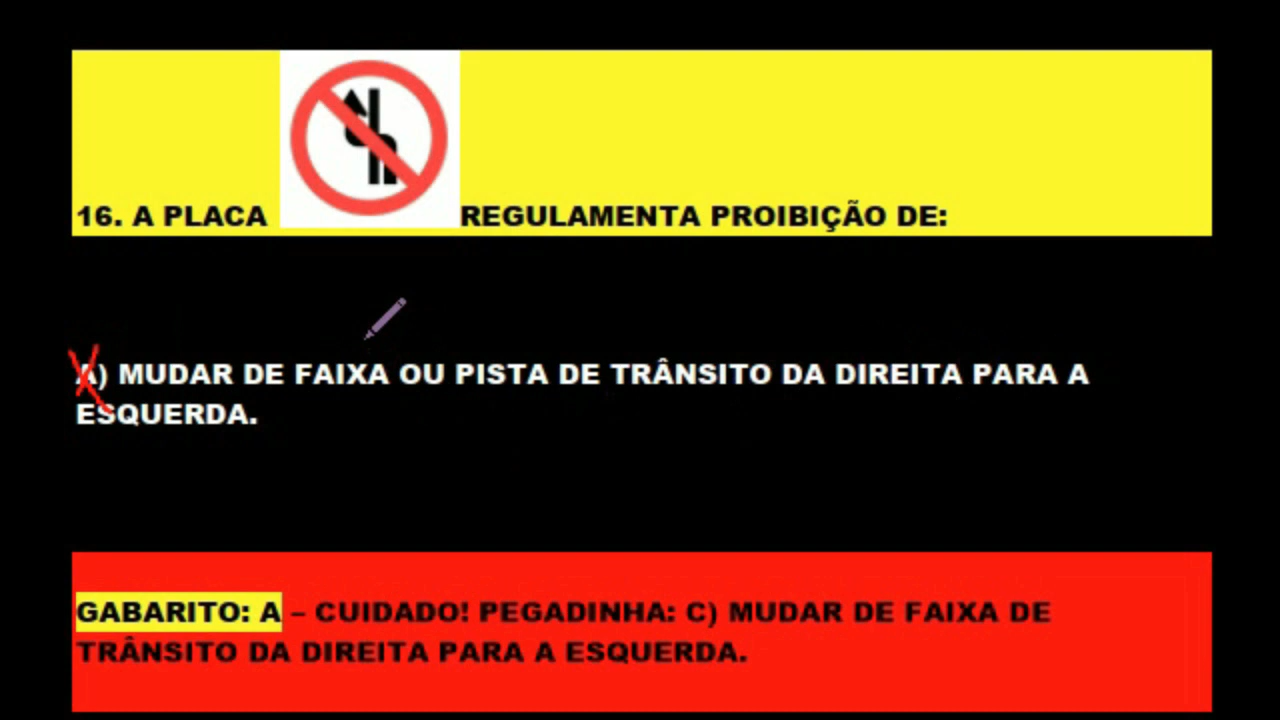 16. A PLACA REGULAMENTA PROIBIÇÃO DE:
A) MUDAR DE FAIXA OU PISTA DE TRÂNSITO DA DIREITA PARA A
ESQUERDA.
GABARITO: A – CUIDADO! PEGADINHA: C) MUDAR DE FAIXA DE
TRÂNSITO DA DIREITA PARA A ESQUERDA.